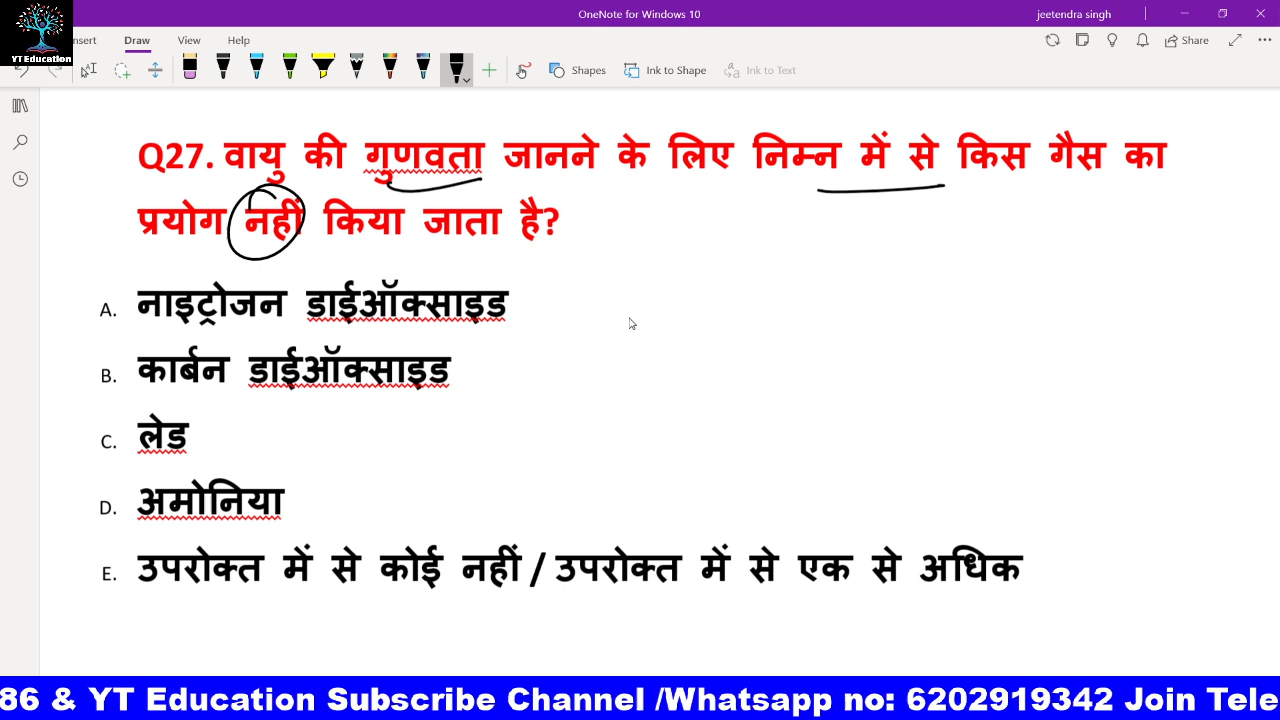 OneNote for Windows 10
jeetendra singh
YT Education
nsert Draw View Help
Share
Shapes Ink to Shape Ink to Text
Q27. वायु की गुणवता जानने के लिए निम्न में से किस गैस का
प्रयोग नहीं किया जाता है?
A. नाइट्रोजन डाईऑक्साइड
B. कार्बन डाईऑक्साइड
C. लेड
D. अमोनिया
E. उपरोक्त में से कोई नहीं / उपरोक्त में से एक से अधिक
86 & YT Education Subscribe Channel /Whatsapp no: 6202919342 Join Tele